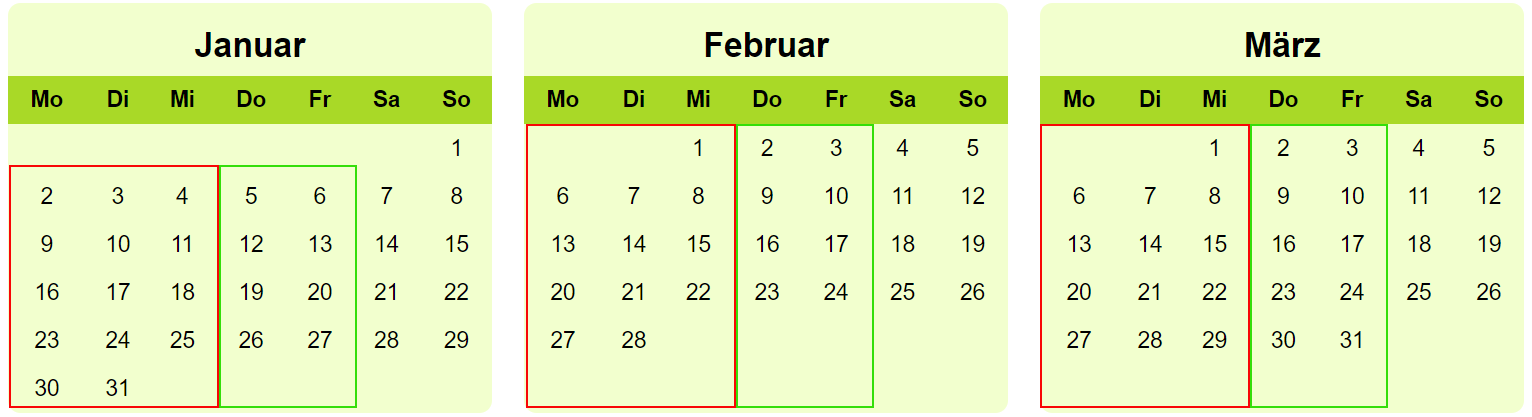 Januar
Mo Di Mi Do Fr Sa So
1
2 3 4 5 6 7 8
9 10 11 12 13 14 15
16 17 18 19 20 21 22
23 24 25 26 27 28 29
30 31
Februar
Mo Di Mi Do Fr Sa So
1 2 3 4 5
6 7 8 9 10 11 12
13 14 15 16 17 18 19
20 21 22 23 24 25 26
27 28
März
Mo Di Mi Do Fr Sa So
1 2 3 4 5
6 7 8 9 10 11 12
13 14 15 16 17 18 19
20 21 22 23 24 25 26
27 28 29 30 31